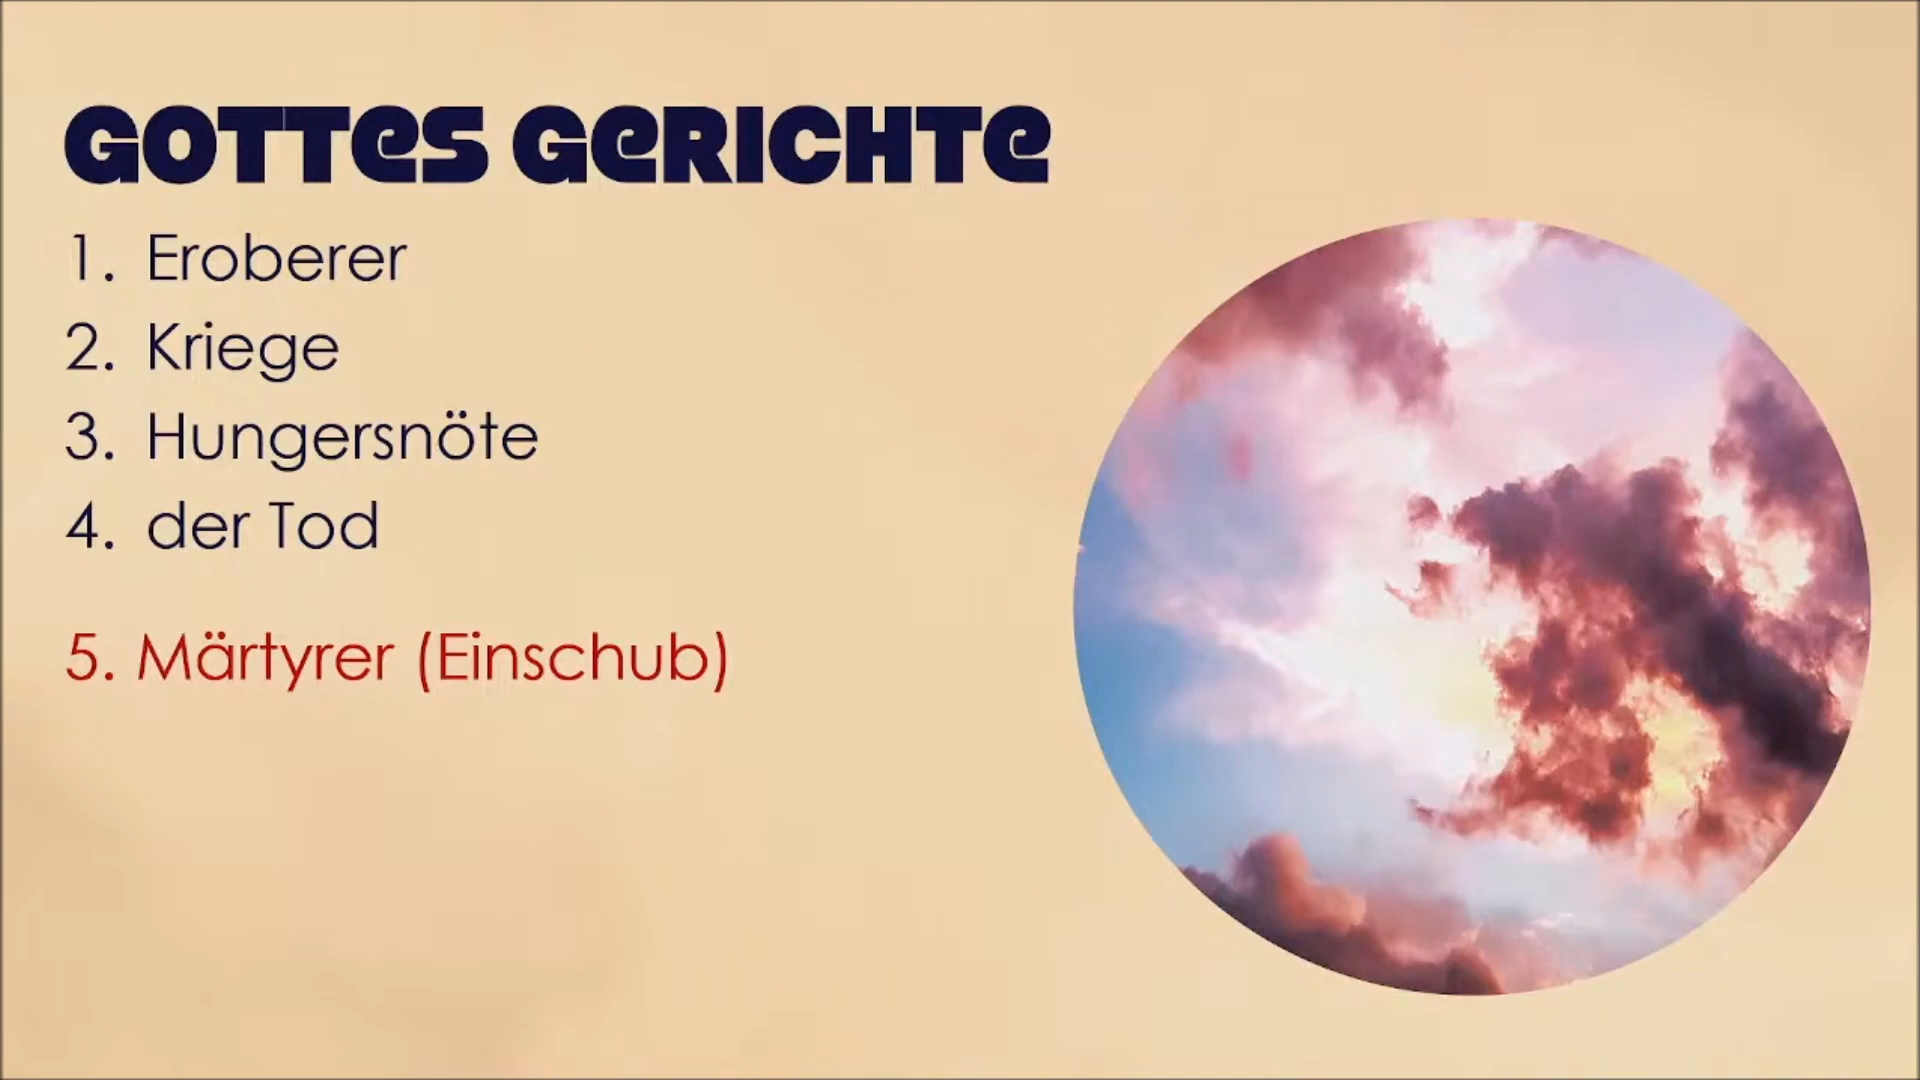 GOTTES GERICHTE
1. Eroberer
2. Kriege
3. Hungersnöte
4. der Tod
5. Märtyrer (Einschub)